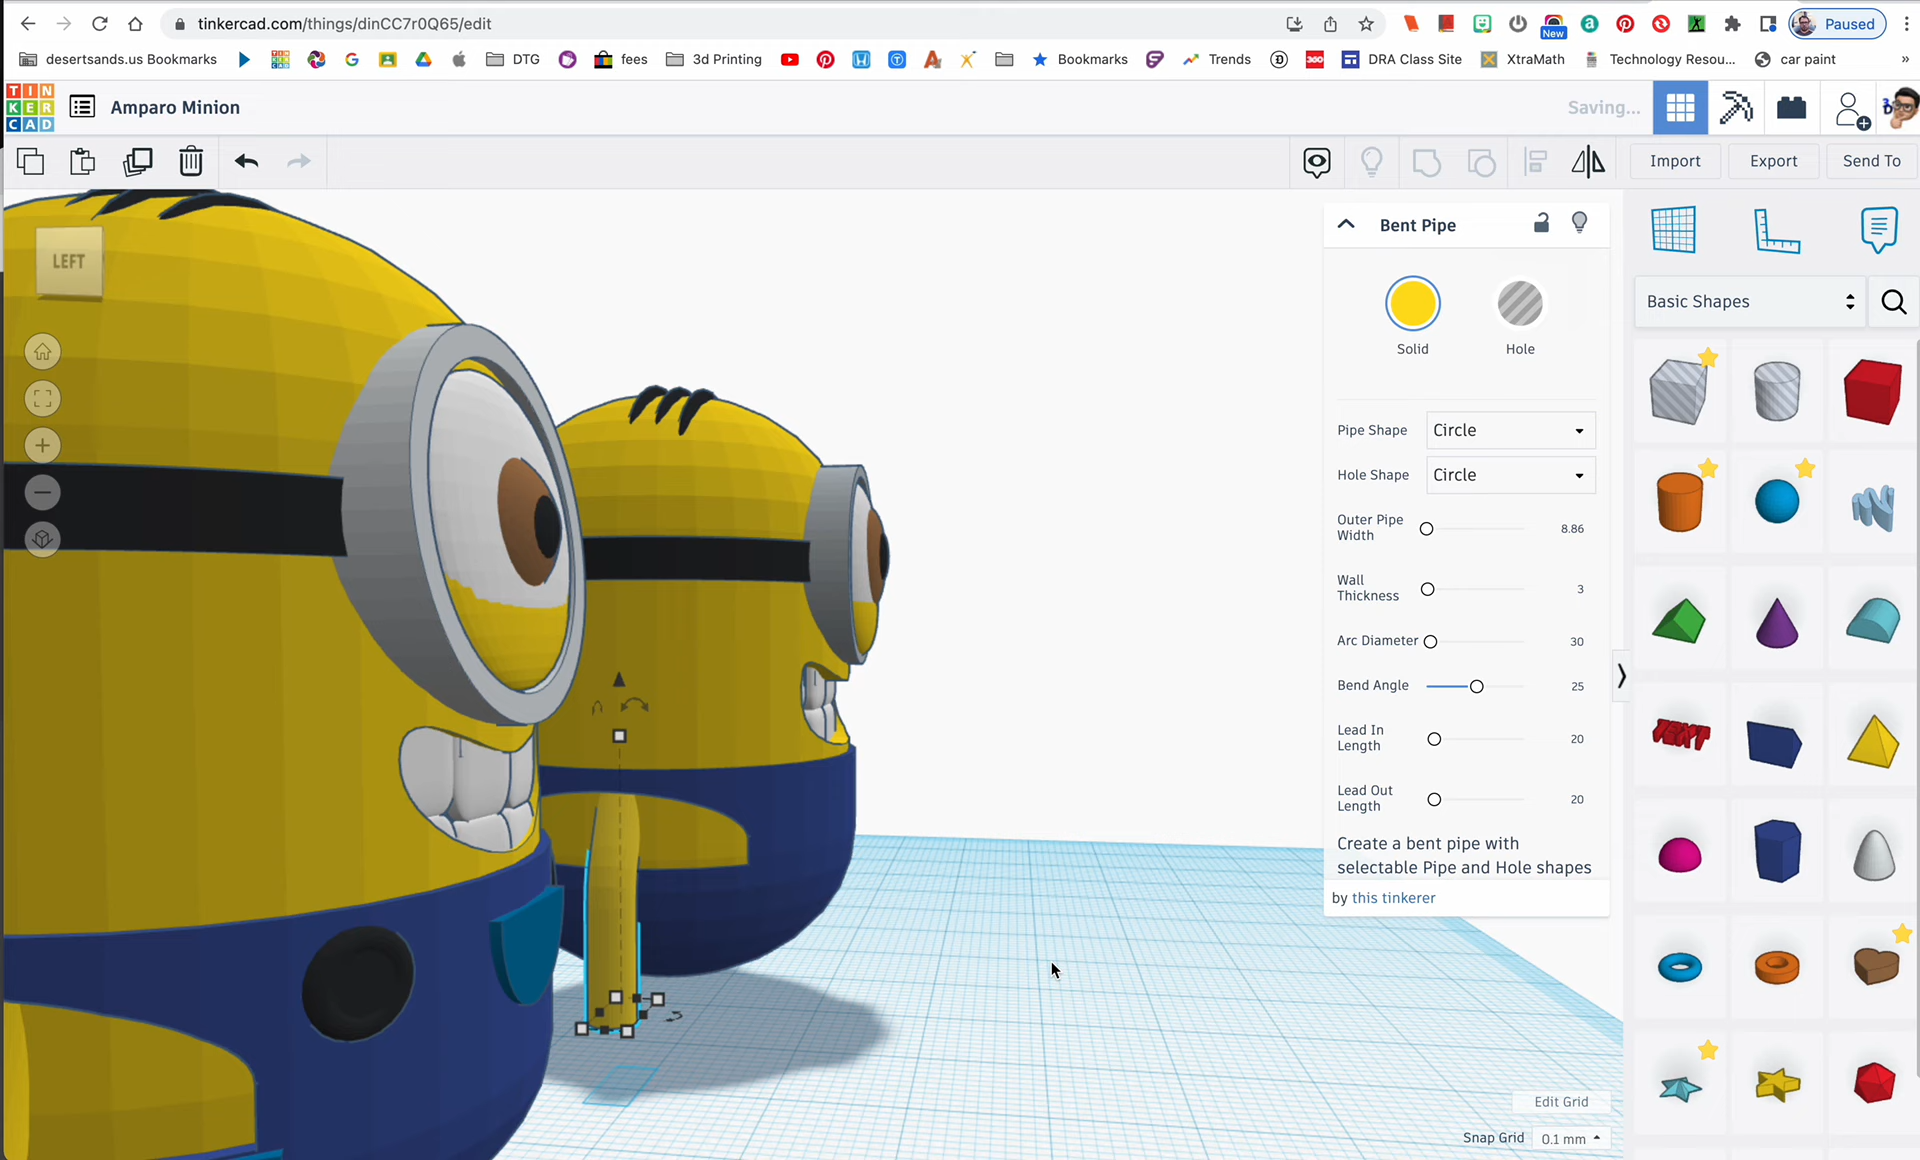 tinkercad.com/things/dinCC7r0Q65/edit
New
Paused
desertsands.us Bookmarks
DTG
fees
3d Printing
Bookmarks
Trends
300
DRA Class Site
XtraMath
Technology Resou...
car paint
»
TIN
KER
CAD
Amparo Minion
Saving...
Import
Export
Send To
LEFT
Bent Pipe
Solid
Hole
Pipe Shape
Circle
Hole Shape
Circle
Outer Pipe
Width
8.86
Wall
Thickness
3
Arc Diameter
30
Bend Angle
25
Lead In
Length
20
Lead Out
Length
20
Create a bent pipe with
selectable Pipe and Hole shapes
by this tinkerer
Basic Shapes
TEXT
Edit Grid
Snap Grid
0.1 mm